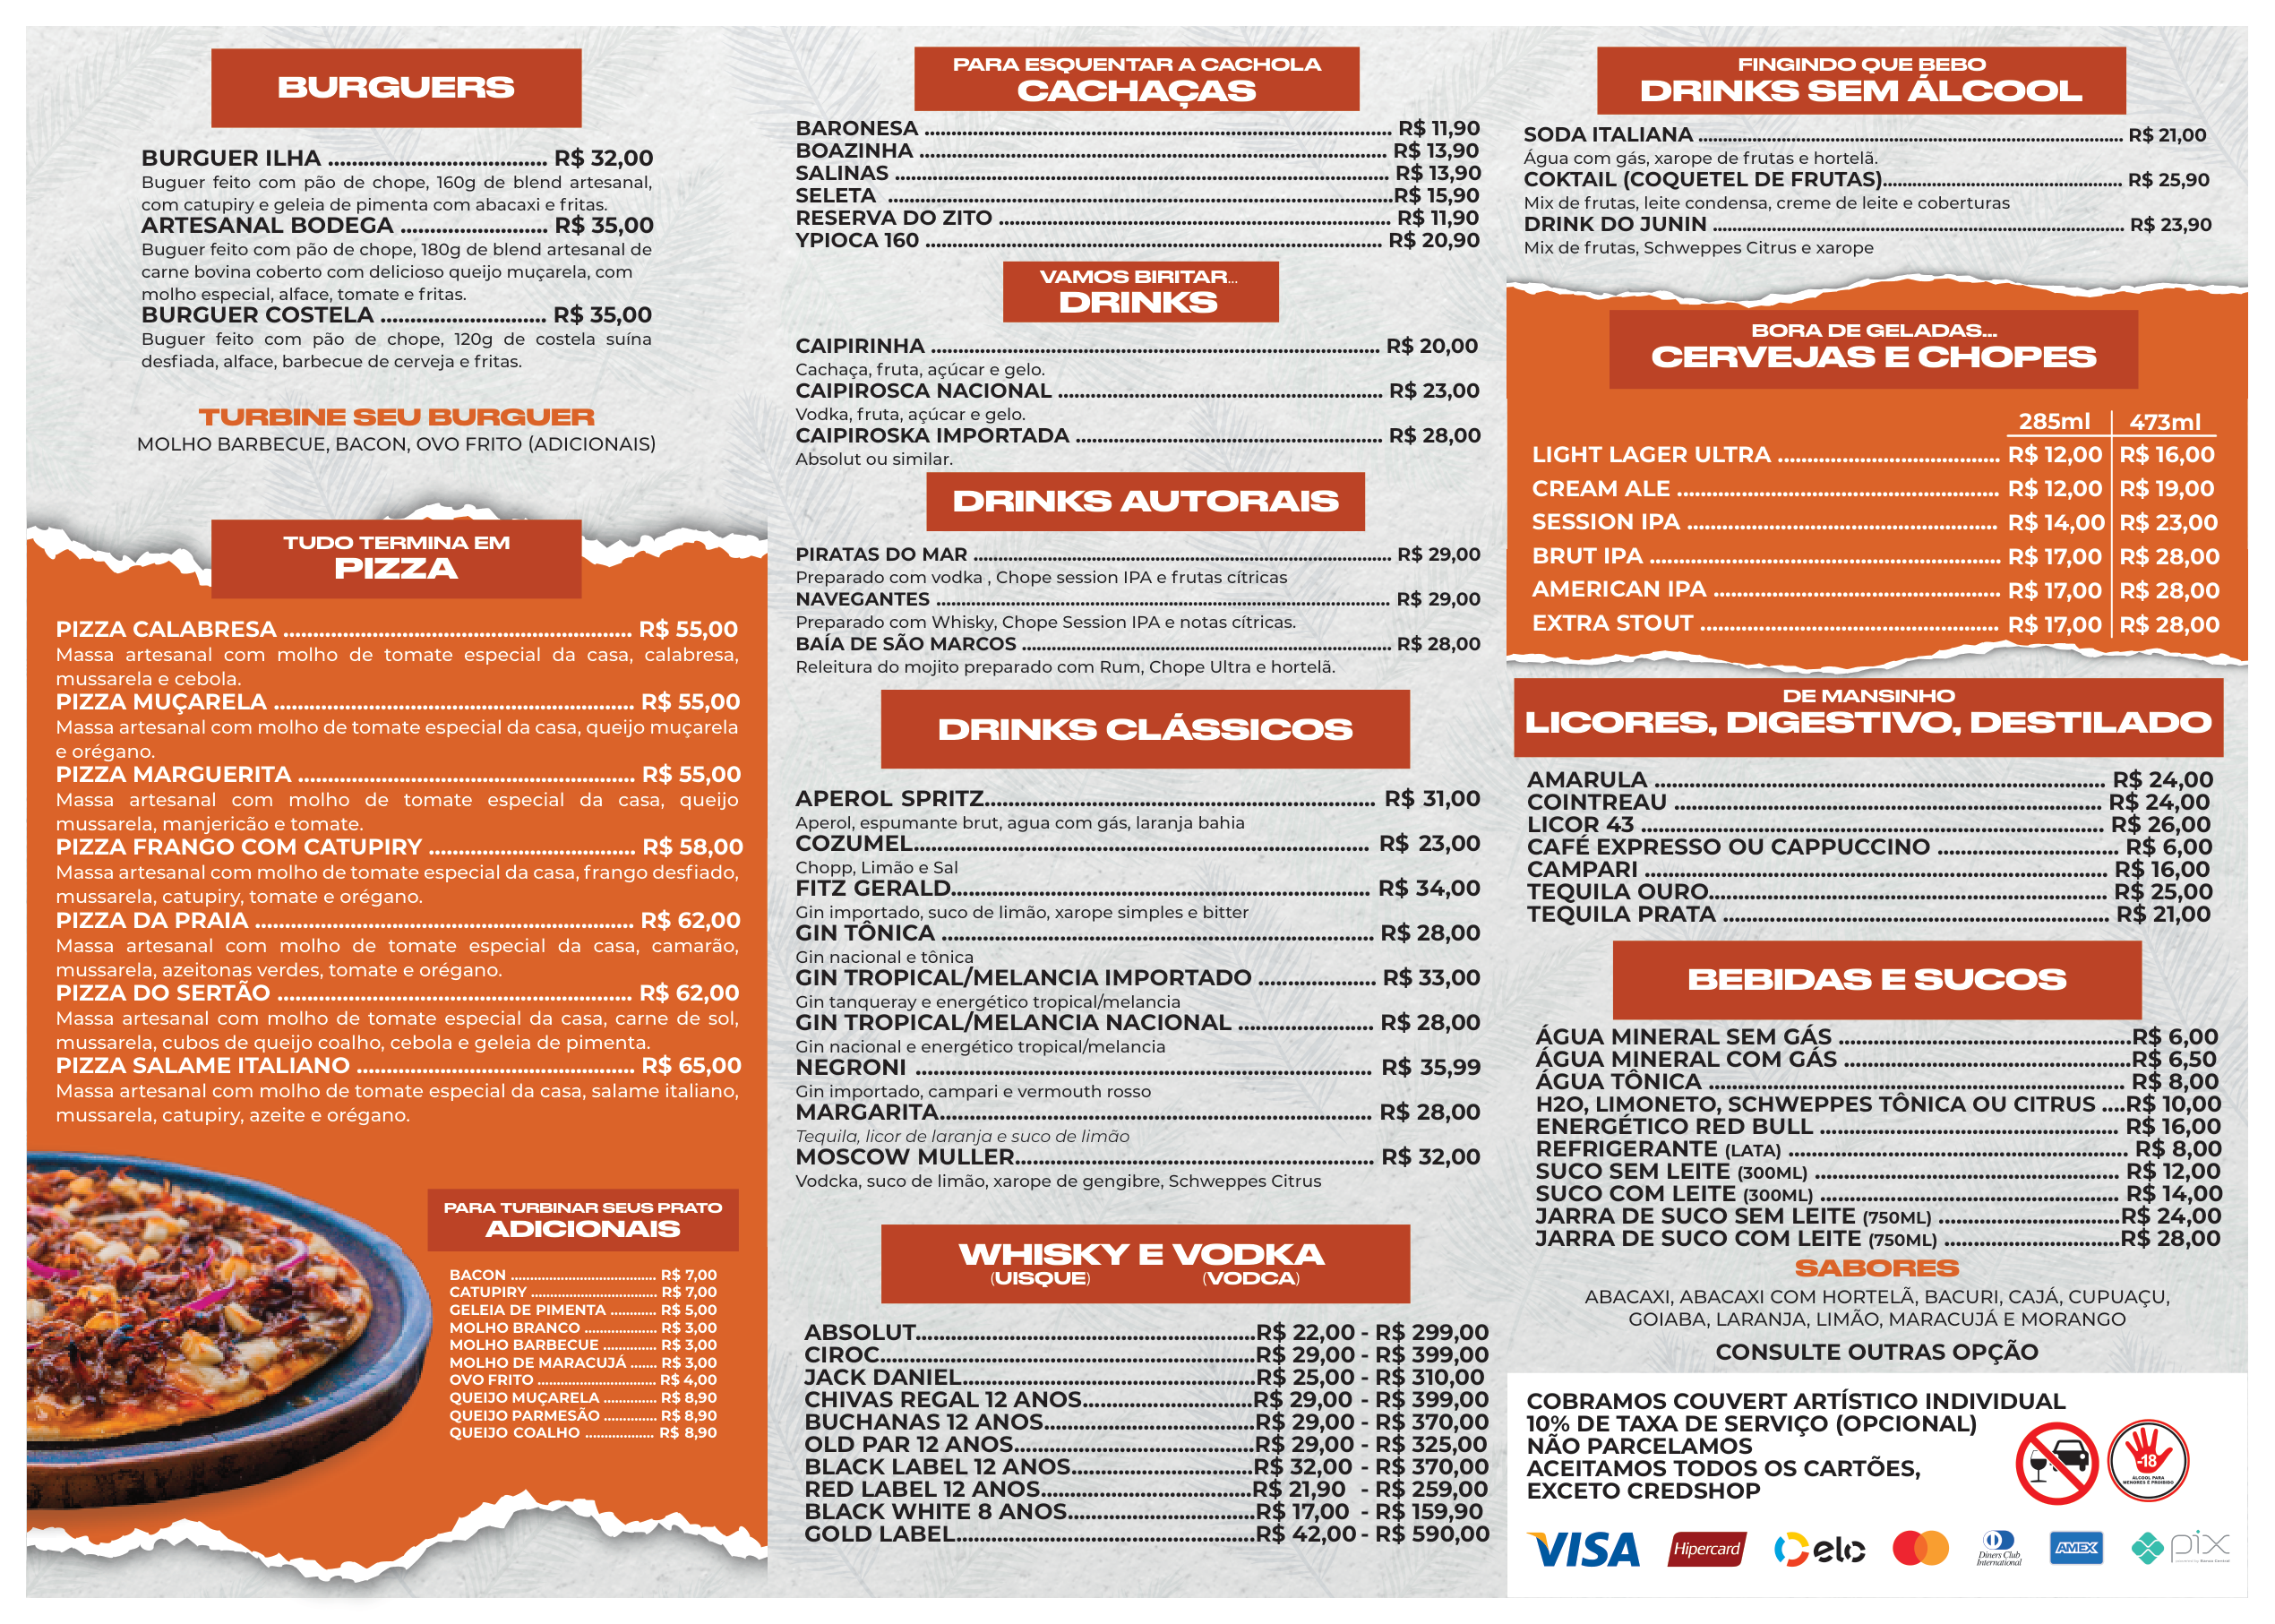 BURGUERS
BURGUER ILHA ..................................... R$ 32,00
Buguer feito com pão de chope, 160g de blend artesanal,
com catupiry e geleia de pimenta com abacaxi e fritas.
ARTESANAL BODEGA ......................... R$ 35,00
Buguer feito com pão de chope, 180g de blend artesanal de
carne bovina coberto com delicioso queijo muçarela, com
molho especial, alface, tomate e fritas.
BURGUER COSTELA ............................ R$ 35,00
Buguer feito com pão de chope, 120g de costela suína
desfiada, alface, barbecue de cerveja e fritas.
TURBINE SEU BURGUER
MOLHO BARBECUE, BACON, OVO FRITO (ADICIONAIS)
TUDO TERMINA EM
PIZZA
PIZZA CALABRESA ........................................................... R$ 55,00
Massa artesanal com molho de tomate especial da casa, calabresa,
mussarela e cebola.
PIZZA MUÇARELA ............................................................. R$ 55,00
Massa artesanal com molho de tomate especial da casa, queijo muçarela
e orégano.
PIZZA MARGUERITA ......................................................... R$ 55,00
Massa artesanal com molho de tomate especial da casa, queijo
mussarela, manjericão e tomate.
PIZZA FRANGO COM CATUPIRY ................................... R$ 58,00
Massa artesanal com molho de tomate especial da casa, frango desfiado,
mussarela, catupiry, tomate e orégano.
PIZZA DA PRAIA ................................................................ R$ 62,00
Massa artesanal com molho de tomate especial da casa, camarão,
mussarela, azeitonas verdes, tomate e orégano.
PIZZA DO SERTÃO ............................................................ R$ 62,00
Massa artesanal com molho de tomate especial da casa, carne de sol,
mussarela, cubos de queijo coalho, cebola e geleia de pimenta.
PIZZA SALAME ITALIANO ............................................... R$ 65,00
Massa artesanal com molho de tomate especial da casa, salame italiano,
mussarela, catupiry, azeite e orégano.
PARA TURBINAR SEUS PRATO
ADICIONAIS
BACON ...................................... R$ 7,00
CATUPIRY ................................. R$ 7,00
GELEIA DE PIMENTA ............ R$ 5,00
MOLHO BRANCO ................... R$ 3,00
MOLHO BARBECUE .............. R$ 3,00
MOLHO DE MARACUJÁ ....... R$ 3,00
OVO FRITO ............................... R$ 4,00
QUEIJO MUÇARELA .............. R$ 8,90
QUEIJO PARMESÃO .............. R$ 8,90
QUEIJO COALHO .................. R$ 8,90
PARA ESQUENTAR A CACHOLA
CACHAÇAS
BARONESA ......................................................................................... R$ 11,90
BOAZINHA ......................................................................................... R$ 13,90
SALINAS .............................................................................................. R$ 13,90
SELETA ................................................................................................R$ 15,90
RESERVA DO ZITO ........................................................................... R$ 11,90
YPIOCA 160 ....................................................................................... R$ 20,90
VAMOS BIRITAR...
DRINKS
CAIPIRINHA ...................................................................................... R$ 20,00
Cachaça, fruta, açúcar e gelo.
CAIPIROSCA NACIONAL .............................................................. R$ 23,00
Vodka, fruta, açúcar e gelo.
CAIPIROSKA IMPORTADA ........................................................... R$ 28,00
Absolut ou similar.
DRINKS AUTORAIS
PIRATAS DO MAR ..................................................................................... R$ 29,00
Preparado com vodka , Chope session IPA e frutas cítricas
NAVEGANTES ............................................................................................ R$ 29,00
Preparado com Whisky, Chope Session IPA e notas cítricas.
BAÍA DE SÃO MARCOS ........................................................................... R$ 28,00
Releitura do mojito preparado com Rum, Chope Ultra e hortelã.
DRINKS CLÁSSICOS
APEROL SPRITZ................................................................... R$ 31,00
Aperol, espumante brut, agua com gás, laranja bahia
COZUMEL.............................................................................. R$ 23,00
Chopp, Limão e Sal
FITZ GERALD........................................................................ R$ 34,00
Gin importado, suco de limão, xarope simples e bitter
GIN TÔNICA .......................................................................... R$ 28,00
Gin nacional e tônica
GIN TROPICAL/MELANCIA IMPORTADO .................... R$ 33,00
Gin tanqueray e energético tropical/melancia
GIN TROPICAL/MELANCIA NACIONAL ....................... R$ 28,00
Gin nacional e energético tropical/melancia
NEGRONI .............................................................................. R$ 35,99
Gin importado, campari e vermouth rosso
MARGARITA.......................................................................... R$ 28,00
Tequila, licor de laranja e suco de limão
MOSCOW MULLER............................................................. R$ 32,00
Vodcka, suco de limão, xarope de gengibre, Schweppes Citrus
WHISKY E VODKA
(UISQUE) (VODCA)
ABSOLUT..........................................................R$ 22,00 - R$ 299,00
CIROC................................................................R$ 29,00 - R$ 399,00
JACK DANIEL..................................................R$ 25,00 - R$ 310,00
CHIVAS REGAL 12 ANOS.............................R$ 29,00 - R$ 399,00
BUCHANAS 12 ANOS....................................R$ 29,00 - R$ 370,00
OLD PAR 12 ANOS.........................................R$ 29,00 - R$ 325,00
BLACK LABEL 12 ANOS...............................R$ 32,00 - R$ 370,00
RED LABEL 12 ANOS....................................R$ 21,90 - R$ 259,00
BLACK WHITE 8 ANOS................................R$ 17,00 - R$ 159,90
GOLD LABEL...................................................R$ 42,00 - R$ 590,00
FINGINDO QUE BEBO
DRINKS SEM ÁLCOOL
SODA ITALIANA ................................................................................. R$ 21,00
Água com gás, xarope de frutas e hortelã.
COKTAIL (COQUETEL DE FRUTAS)............................................. R$ 25,90
Mix de frutas, leite condensa, creme de leite e coberturas
DRINK DO JUNIN ................................................................................... R$ 23,90
Mix de frutas, Schweppes Citrus e xarope
BORA DE GELADAS...
CERVEJAS E CHOPES
285ml 473ml
LIGHT LAGER ULTRA ...................................... R$ 12,00 R$ 16,00
CREAM ALE ....................................................... R$ 12,00 R$ 19,00
SESSION IPA ..................................................... R$ 14,00 R$ 23,00
BRUT IPA ............................................................ R$ 17,00 R$ 28,00
AMERICAN IPA ................................................. R$ 17,00 R$ 28,00
EXTRA STOUT ................................................... R$ 17,00 R$ 28,00
DE MANSINHO
LICORES, DIGESTIVO, DESTILADO
AMARULA ............................................................................. R$ 24,00
COINTREAU ......................................................................... R$ 24,00
LICOR 43 ............................................................................... R$ 26,00
CAFÉ EXPRESSO OU CAPPUCCINO ............................... R$ 6,00
CAMPARI ............................................................................... R$ 16,00
TEQUILA OURO.................................................................... R$ 25,00
TEQUILA PRATA .................................................................. R$ 21,00
BEBIDAS E SUCOS
ÁGUA MINERAL SEM GÁS ..................................................R$ 6,00
ÁGUA MINERAL COM GÁS .................................................R$ 6,50
ÁGUA TÔNICA ....................................................................... R$ 8,00
H2O, LIMONETO, SCHWEPPES TÔNICA OU CITRUS ....R$ 10,00
ENERGÉTICO RED BULL ................................................... R$ 16,00
REFRIGERANTE (LATA) .......................................................... R$ 8,00
SUCO SEM LEITE (300ML) .................................................... R$ 12,00
SUCO COM LEITE (300ML) ................................................... R$ 14,00
JARRA DE SUCO SEM LEITE (750ML) ...............................R$ 24,00
JARRA DE SUCO COM LEITE (750ML) ..............................R$ 28,00
SABORES
ABACAXI, ABACAXI COM HORTELÃ, BACURI, CAJÁ, CUPUAÇU,
GOIABA, LARANJA, LIMÃO, MARACUJÁ E MORANGO
CONSULTE OUTRAS OPÇÃO
COBRAMOS COUVERT ARTÍSTICO INDIVIDUAL
10% DE TAXA DE SERVIÇO (OPCIONAL)
NÃO PARCELAMOS
ACEITAMOS TODOS OS CARTÕES,
EXCETO CREDSHOP
-18
ÁLCOOL PARA
MENORES É PROIBIDO
VISA Hipercard elo Diners Club International AMEX pix